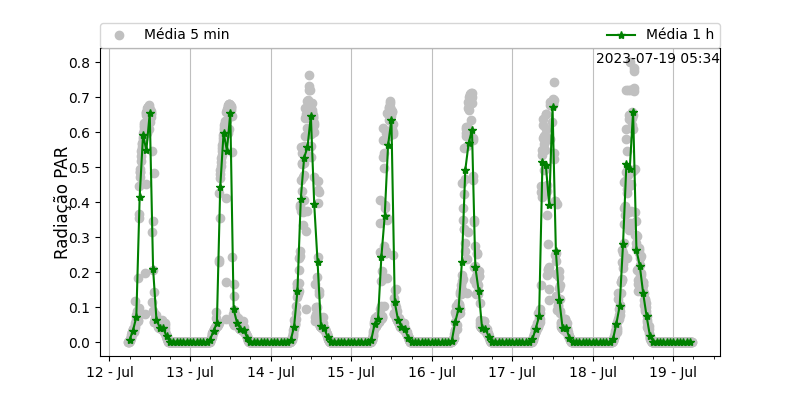 Média 5 min
Média 1 h
2023-07-19 05:34
0.8
0.7
0.6
0.5
0.4
0.3
0.2
0.1
0.0
Radiação PAR
12 - Jul
13 - Jul
14 - Jul
15 - Jul
16 - Jul
17 - Jul
18 - Jul
19 - Jul